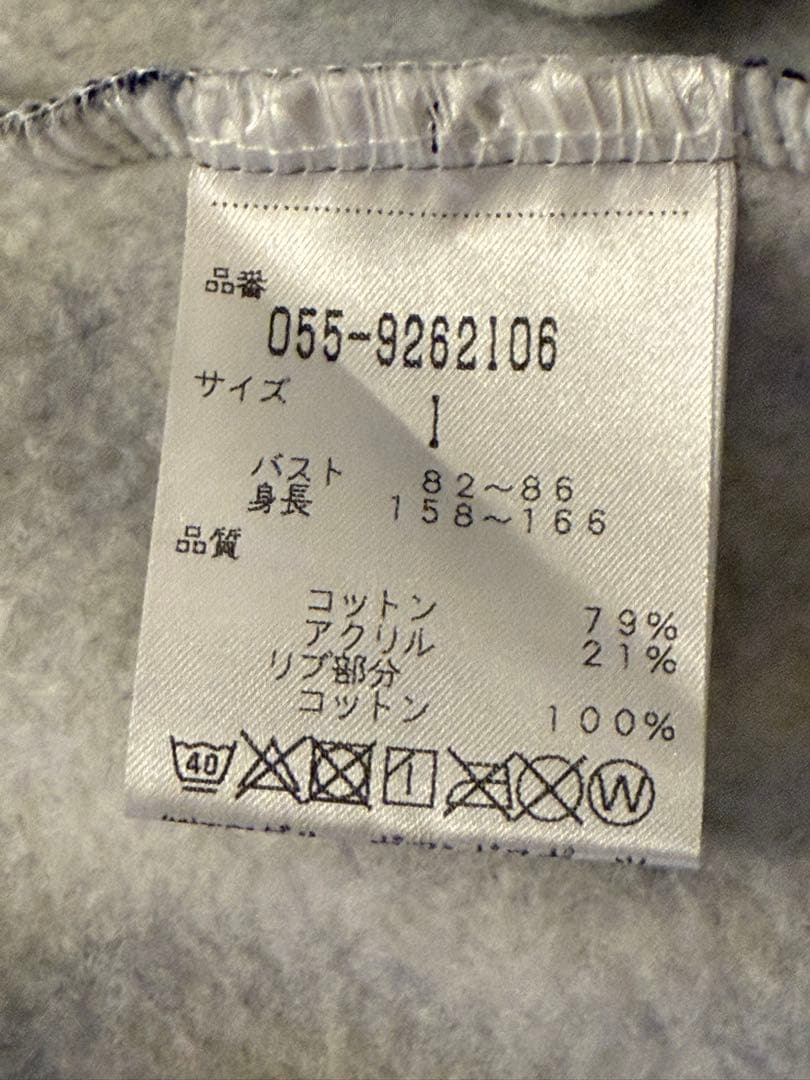 品番
055-9262106
サイズ
1
バスト 82～86
身長 158～166
品質
コットン 79%
アクリル 21%
リブ部分
コットン 100%
40
W